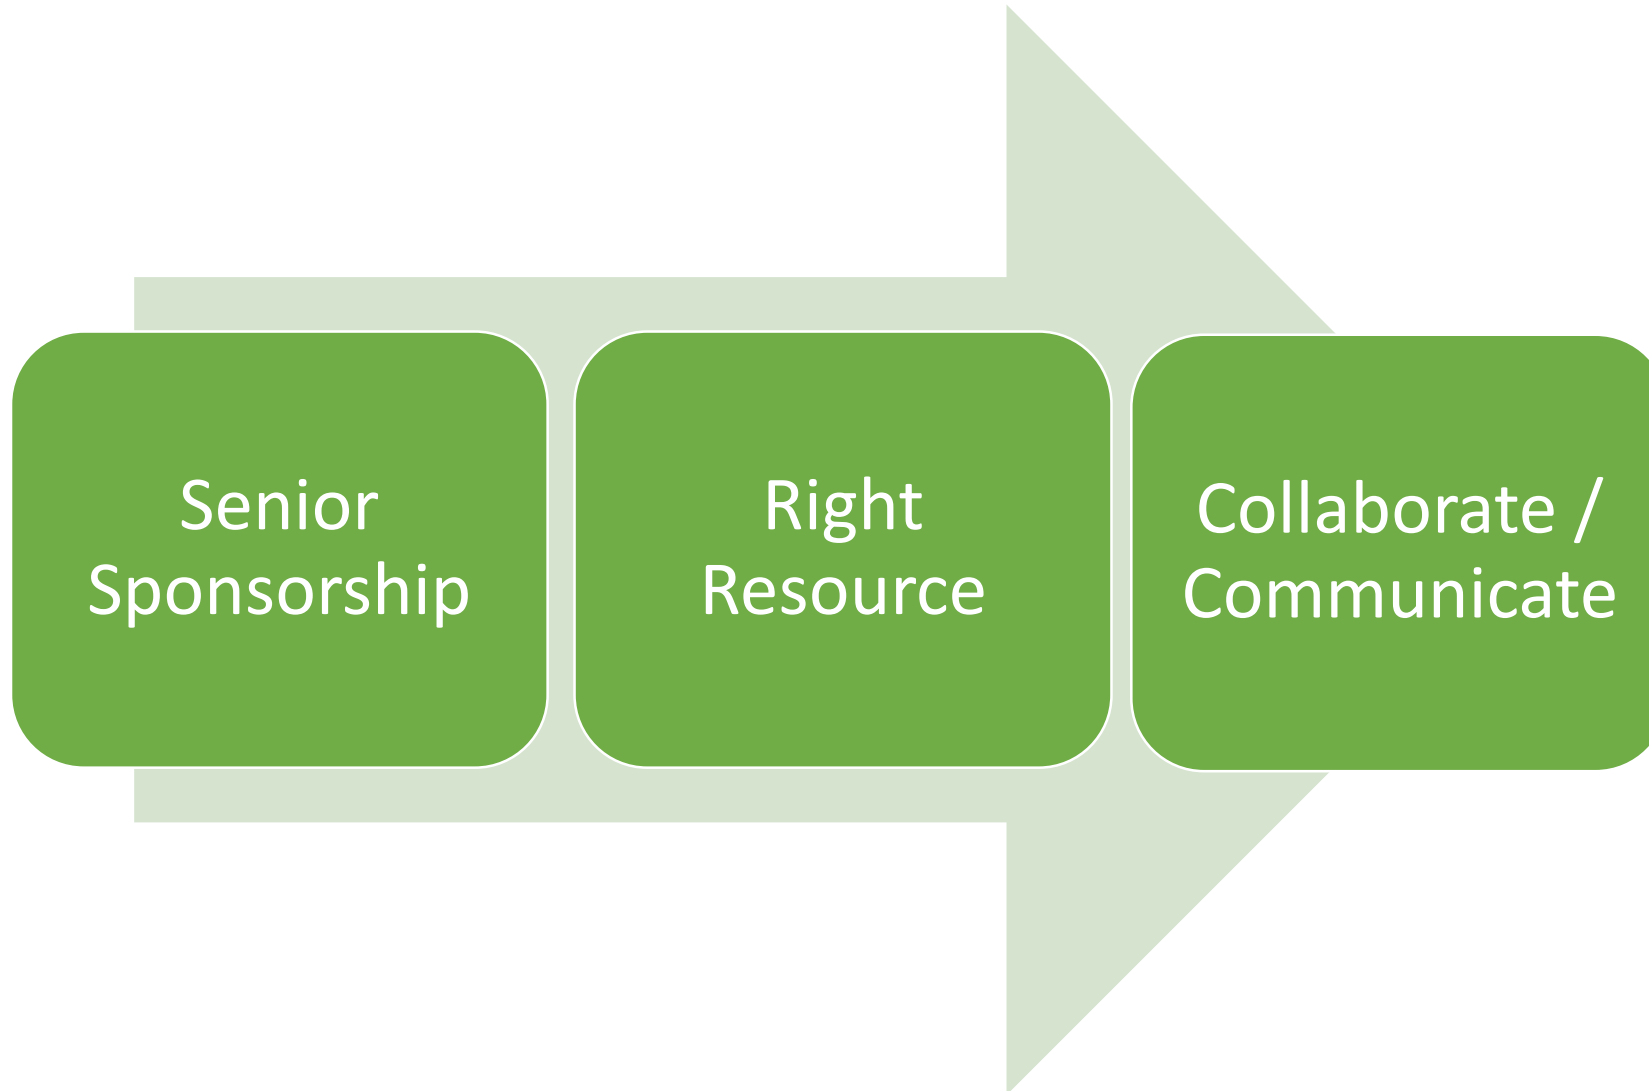 Senior
Sponsorship
Right
Resource
Collaborate /
Communicate